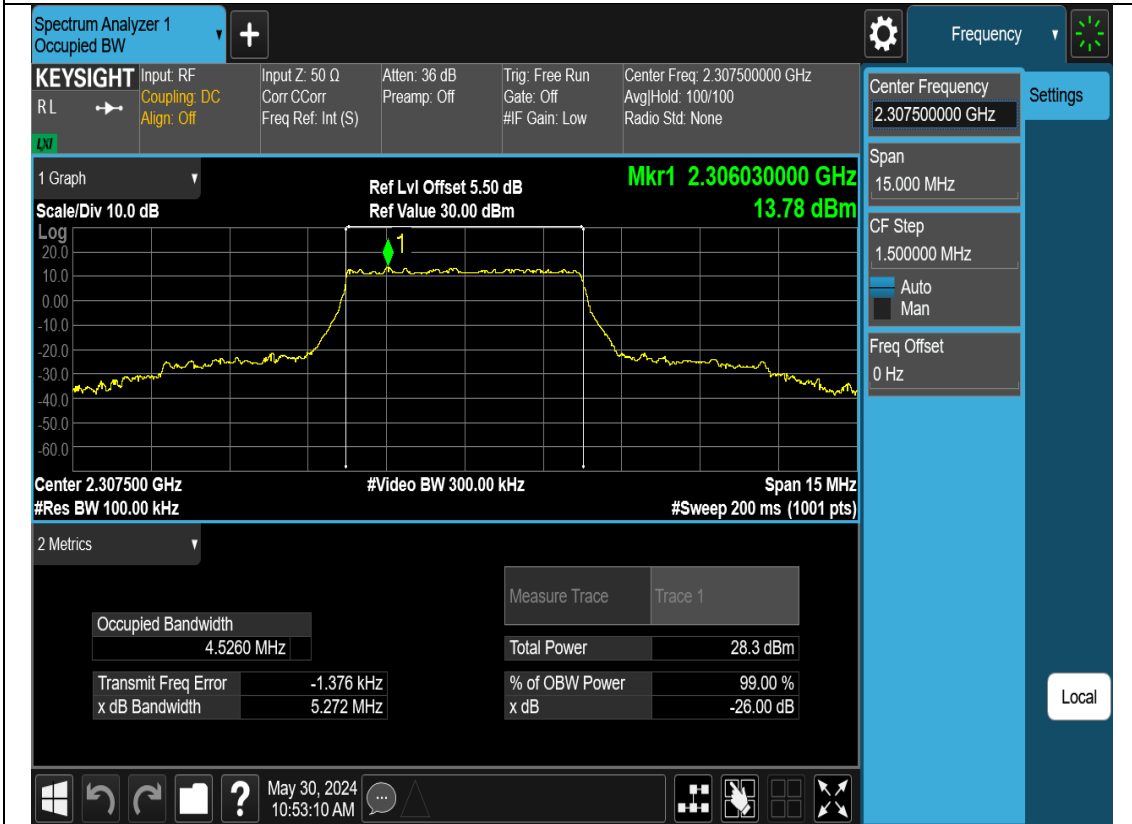 Spectrum Analyzer 1
Occupied BW
Frequency
KEYSIGHT
R L
LXI
Input: RF
Coupling: DC
Align: Off
Input Z: 50 Ω
Corr CCorr
Freq Ref: Int (S)
Atten: 36 dB
Preamp: Off
Trig: Free Run
Gate: Off
#IF Gain: Low
Center Freq: 2.307500000 GHz
Avg|Hold: 100/100
Radio Std: None
Center Frequency
2.307500000 GHz
Settings
Span
15.000 MHz
CF Step
1.500000 MHz
Auto
Man
Freq Offset
0 Hz
Local
1 Graph
Scale/Div 10.0 dB
Ref Lvl Offset 5.50 dB
Ref Value 30.00 dBm
Mkr1 2.306030000 GHz
13.78 dBm
Log
1
20.0
10.0
0.00
-10.0
-20.0
-30.0
-40.0
-50.0
-60.0
Center 2.307500 GHz
#Video BW 300.00 kHz
Span 15 MHz
#Res BW 100.00 kHz
#Sweep 200 ms (1001 pts)
2 Metrics
Measure Trace Trace 1
Occupied Bandwidth
4.5260 MHz
Total Power 28.3 dBm
Transmit Freq Error -1.376 kHz
% of OBW Power 99.00 %
x dB Bandwidth 5.272 MHz
x dB -26.00 dB
May 30, 2024
10:53:10 AM